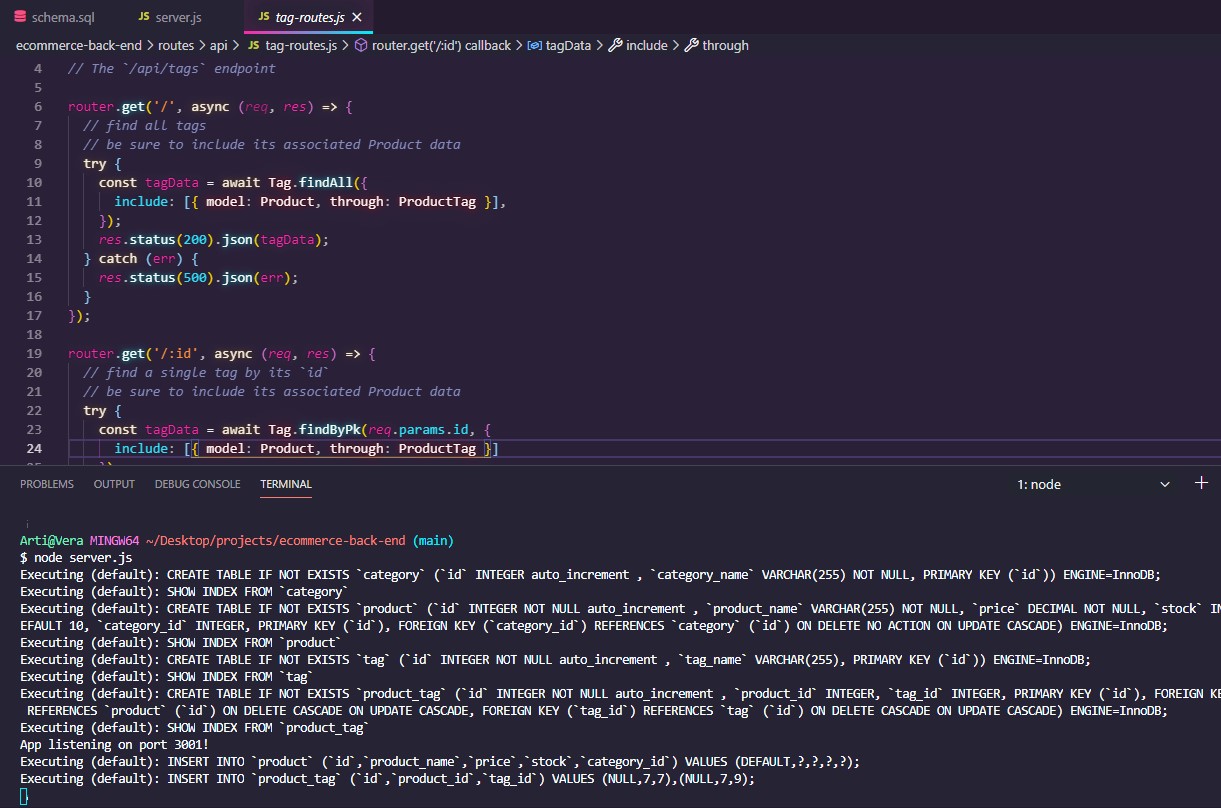 schema.sql JS server.js JS tag-routes.js ×
ecommerce-back-end > routes > api > JS tag-routes.js > router.get('/:id') callback > tagData > include > through
4 // The `/api/tags` endpoint
5
6 router.get('/', async (req, res) => {
7 // find all tags
8 // be sure to include its associated Product data
9 try {
10 const tagData = await Tag.findAll({
11 include: [{ model: Product, through: ProductTag }],
12 });
13 res.status(200).json(tagData);
14 } catch (err) {
15 res.status(500).json(err);
16 }
17 });
18
19 router.get('/:id', async (req, res) => {
20 // find a single tag by its `id`
21 // be sure to include its associated Product data
22 try {
23 const tagData = await Tag.findByPk(req.params.id, {
24 include: [{ model: Product, through: ProductTag }]
PROBLEMS OUTPUT DEBUG CONSOLE TERMINAL 1: node
Arti@Vera MINGW64 ~/Desktop/projects/ecommerce-back-end (main)
$ node server.js
Executing (default): CREATE TABLE IF NOT EXISTS `category` (`id` INTEGER auto_increment , `category_name` VARCHAR(255) NOT NULL, PRIMARY KEY (`id`)) ENGINE=InnoDB;
Executing (default): SHOW INDEX FROM `category`
Executing (default): CREATE TABLE IF NOT EXISTS `product` (`id` INTEGER NOT NULL auto_increment , `product_name` VARCHAR(255) NOT NULL, `price` DECIMAL NOT NULL, `stock` IN
EFAULT 10, `category_id` INTEGER, PRIMARY KEY (`id`), FOREIGN KEY (`category_id`) REFERENCES `category` (`id`) ON DELETE NO ACTION ON UPDATE CASCADE) ENGINE=InnoDB;
Executing (default): SHOW INDEX FROM `product`
Executing (default): CREATE TABLE IF NOT EXISTS `tag` (`id` INTEGER NOT NULL auto_increment , `tag_name` VARCHAR(255), PRIMARY KEY (`id`)) ENGINE=InnoDB;
Executing (default): SHOW INDEX FROM `tag`
Executing (default): CREATE TABLE IF NOT EXISTS `product_tag` (`id` INTEGER NOT NULL auto_increment , `product_id` INTEGER, `tag_id` INTEGER, PRIMARY KEY (`id`), FOREIGN KE
REFERENCES `product` (`id`) ON DELETE CASCADE ON UPDATE CASCADE, FOREIGN KEY (`tag_id`) REFERENCES `tag` (`id`) ON DELETE CASCADE ON UPDATE CASCADE) ENGINE=InnoDB;
Executing (default): SHOW INDEX FROM `product_tag`
App listening on port 3001!
Executing (default): INSERT INTO `product` (`id`,`product_name`,`price`,`stock`,`category_id`) VALUES (DEFAULT,?,?,?,?);
Executing (default): INSERT INTO `product_tag` (`id`,`product_id`,`tag_id`) VALUES (NULL,7,7),(NULL,7,9);